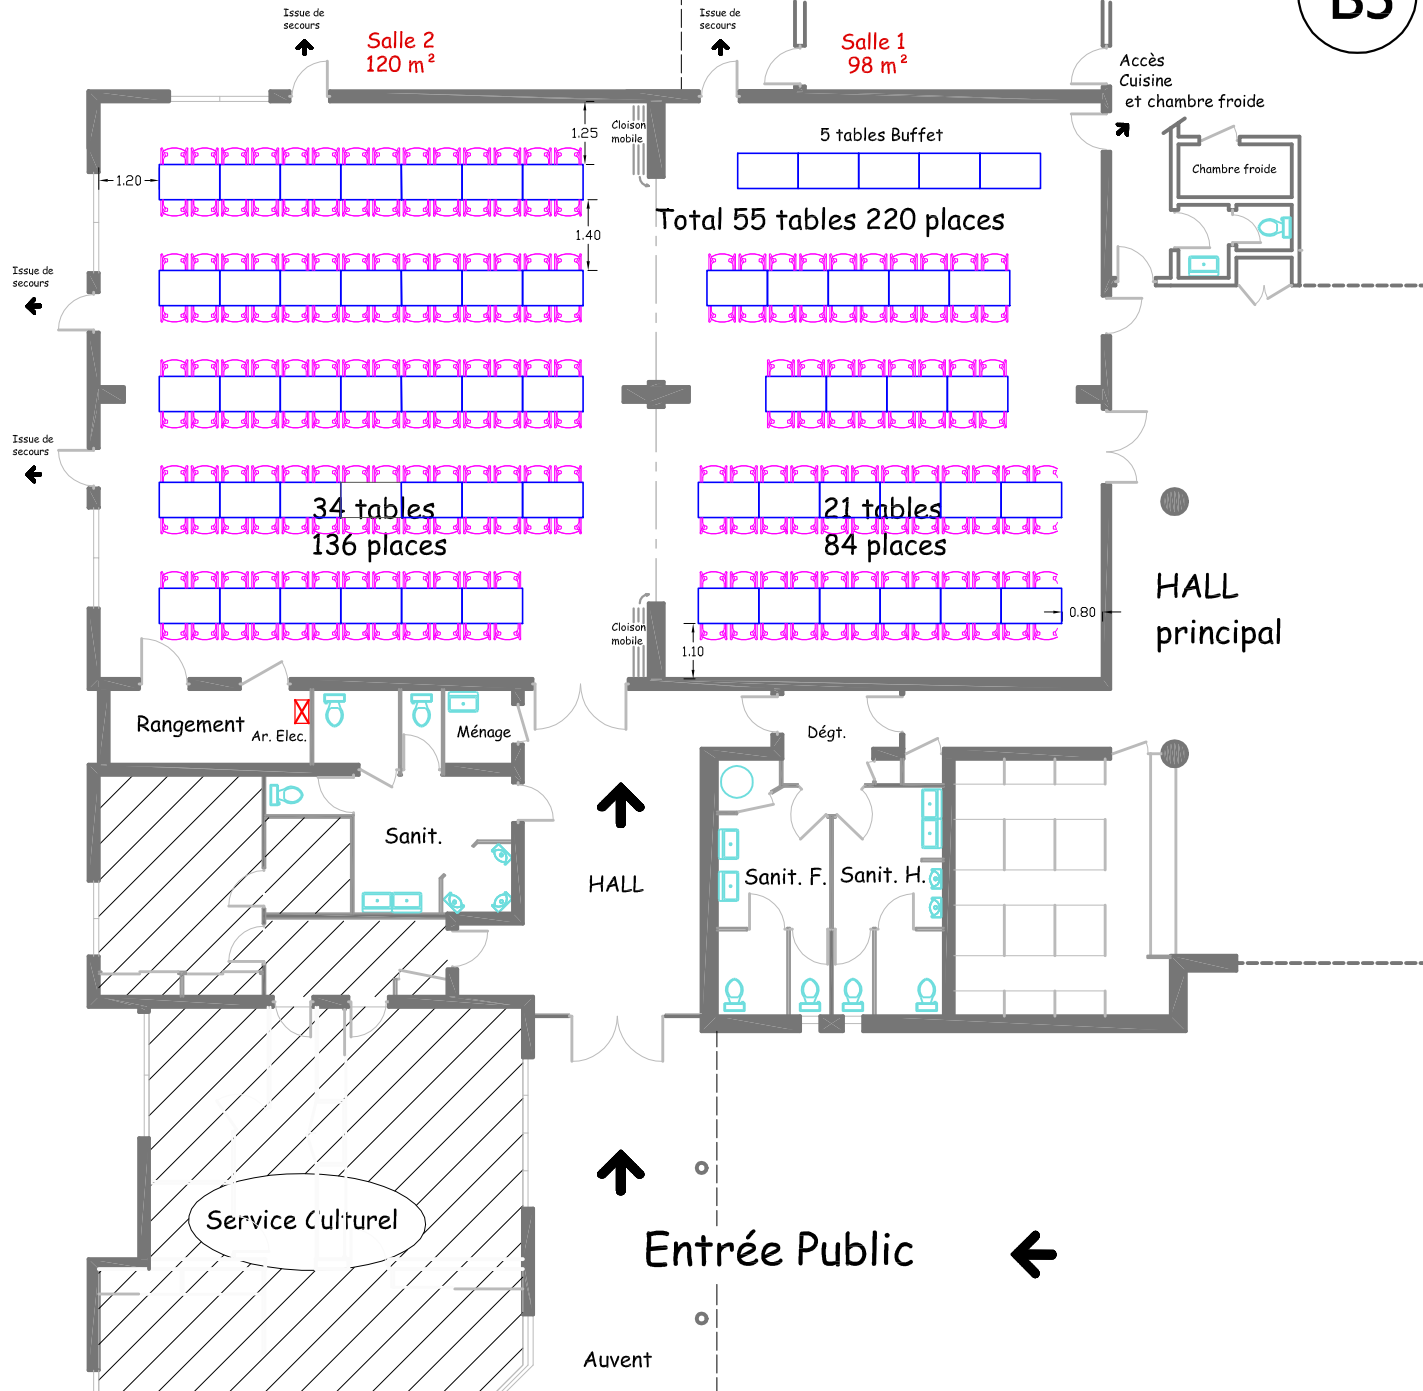 B5
Issue de
secours
Salle 2
120 m²
Issue de
secours
Salle 1
98 m²
Accès
Cuisine
et chambre froide
1.25
Cloison
mobile
5 tables Buffet
Chambre froide
1.20
Total 55 tables 220 places
1.40
Issue de
secours
Issue de
secours
34 tables
136 places
21 tables
84 places
HALL
principal
0.80
Cloison
mobile
1.10
Rangement
Ar. Elec.
Ménage
Dégt.
Sanit.
HALL
Sanit. F.
Sanit. H.
Service Culturel
Entrée Public
Auvent